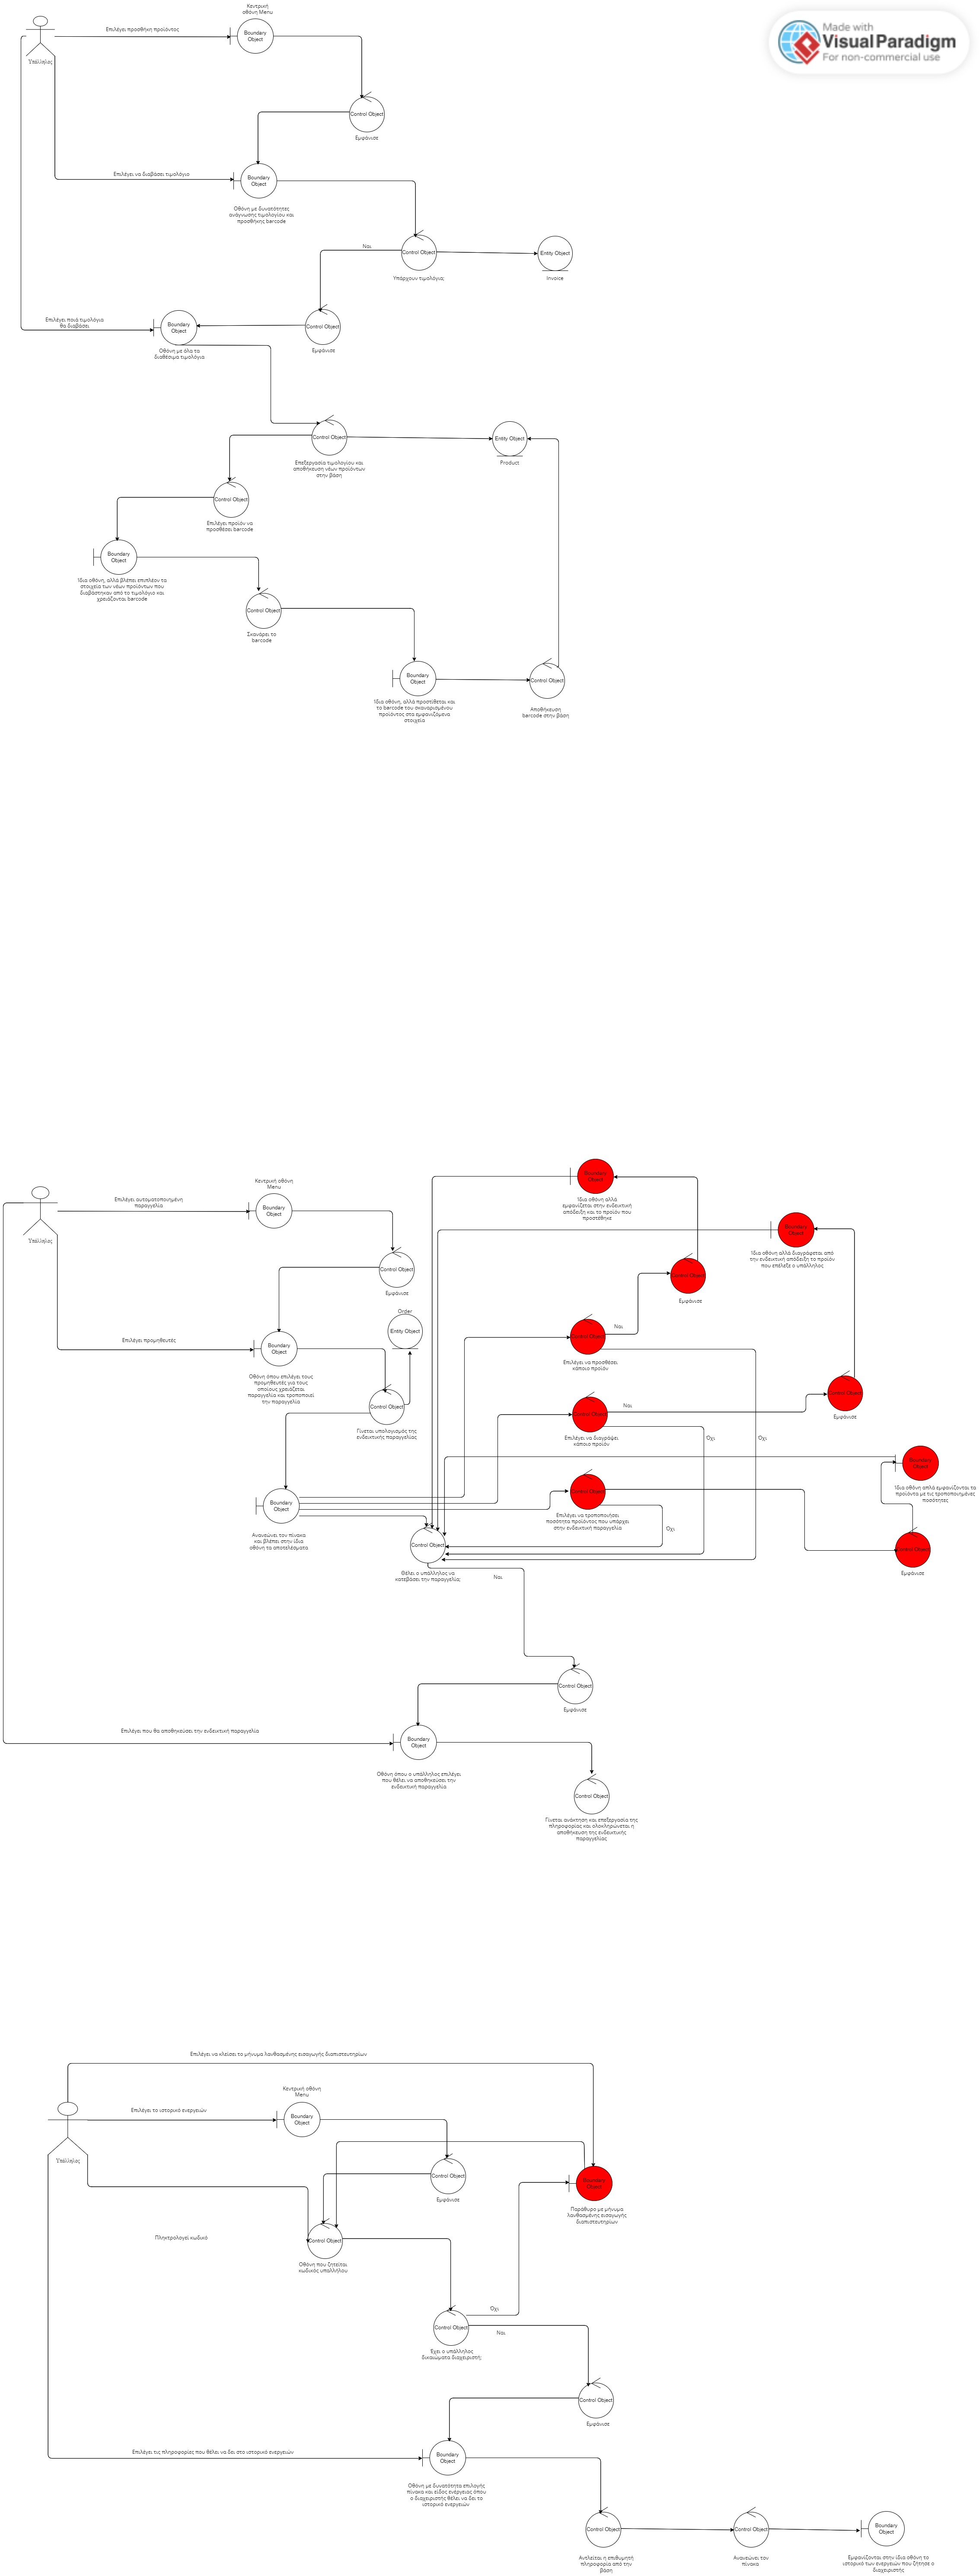 Made with
Visual Paradigm
For non-commercial use
Κεντρική
οθόνη Menu
Επιλέγει προσθήκη προϊόντος
Boundary
Object
Υπάλληλος
Control Object
Εμφάνισε
Επιλέγει να διαβάσει τιμολόγιο
Boundary
Object
Οθόνη με δυνατότητες
ανάγνωσης τιμολογίου και
προσθήκης barcode
Ναι
Control Object
Entity Object
Υπάρχουν τιμολόγια;
Invoice
Επιλέγει ποιά τιμολόγια
θα διαβάσει
Boundary
Object
Control Object
Οθόνη με όλα τα
διαθέσιμα τιμολόγια
Εμφάνισε
Control Object
Entity Object
Επεξεργασία τιμολογίου και
αποθήκευση νέων προϊόντων
στην βάση
Product
Control Object
Επιλέγει προϊόν να
προσθέσει barcode
Boundary
Object
Ίδια οθόνη, αλλά βλέπει επιπλέον τα
στοιχεία των νέων προϊόντων που
διαβάστηκαν από το τιμολόγιο και
χρειάζονται barcode
Control Object
Σκανάρει το
barcode
Boundary
Object
Control Object
Ίδια οθόνη, αλλά προστίθεται και
το barcode του σκαναρισμένου
προϊόντος στα εμφανιζόμενα
στοιχεία
Αποθήκευση
barcode στην βάση
Boundary
Object
Ίδια οθόνη αλλά
εμφανίζεται στην ενδεικτική
απόδειξη και το προϊόν που
προστέθηκε
Κεντρική οθόνη
Menu
Επιλέγει αυτοματοποιημένη
παραγγελία
Boundary
Object
Υπάλληλος
Boundary
Object
Ίδια οθόνη αλλά διαγράφεται από
την ενδεικτική απόδειξη το προϊόν
που επέλεξε ο υπάλληλος
Control Object
Εμφάνισε
Control Object
Εμφάνισε
Order
Entity Object
Ναι
Control Object
Επιλέγει να προσθέσει
κάποιο προϊόν
Επιλέγει προμηθευτές
Boundary
Object
Οθόνη όπου επιλέγει τους
προμηθευτές για τους
οποίους χρειάζεται
παραγγελία και τροποποιεί
την παραγγελία
Control Object
Γίνεται υπολογισμός της
ενδεικτικής παραγγελίας
Control Object
Εμφάνισε
Ναι
Control Object
Επιλέγει να διαγράψει
κάποιο προϊόν
Όχι
Όχι
Boundary
Object
Ίδια οθόνη απλά εμφανίζονται τα
προϊόντα με τις τροποποιημένες
ποσότητες
Control Object
Επιλέγει να τροποποιήσει
ποσότητα προϊόντος που υπάρχει
στην ενδεικτική παραγγελία
Boundary
Object
Ανανεώνει τον πίνακα
και βλέπει στην ίδια
οθόνη τα αποτελέσματα
Όχι
Control Object
Θέλει ο υπάλληλος να
κατεβάσει την παραγγελία;
Control Object
Εμφάνισε
Ναι
Control Object
Εμφάνισε
Επιλέγει που θα αποθηκεύσει την ενδεικτική παραγγελία
Boundary
Object
Οθόνη όπου ο υπάλληλος επιλέγει
που θέλει να αποθηκεύσει την
ενδεικτική παραγγελία
Control Object
Γίνεται ανάκτηση και επεξεργασία της
πληροφορίας και ολοκληρώνεται η
αποθήκευση της ενδεικτικής
παραγγελίας
Επιλέγει να κλείσει το μήνυμα λανθασμένης εισαγωγής διαπιστευτηρίων
Κεντρική οθόνη
Menu
Επιλέγει το ιστορικό ενεργειών
Boundary
Object
Υπάλληλος
Control Object
Εμφάνισε
Boundary
Object
Παράθυρο με μήνυμα
λανθασμένης εισαγωγής
διαπιστευτηρίων
Πληκτρολογεί κωδικό
Control Object
Οθόνη που ζητείται
κωδικός υπαλλήλου
Όχι
Control Object
Ναι
Έχει ο υπάλληλος
δικαιώματα διαχειριστή;
Control Object
Εμφάνισε
Επιλέγει τις πληροφορίες που θέλει να δει στο ιστορικό ενεργειών
Boundary
Object
Οθόνη με δυνατότητα επιλογής
πίνακα και είδος ενέργειας όπου
ο διαχειριστής θέλει να δει το
ιστορικό ενεργειών
Control Object
Αντλείται η επιθυμητή
πληροφορία από την
βάση
Control Object
Ανανεώνει τον
πίνακα
Boundary
Object
Εμφανίζονται στην ίδια οθόνη το
ιστορικό των ενεργειών που ζήτησε ο
διαχειριστής